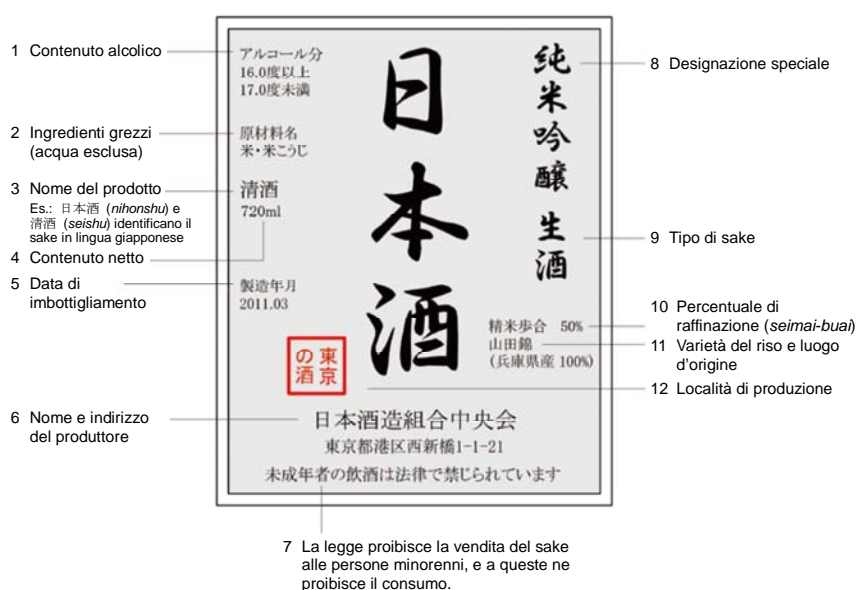 1 Contenuto alcolico
2 Ingredienti grezzi
(acqua esclusa)
3 Nome del prodotto
Es.: 日本酒 (nihonshu) e
清酒 (seishu) identificano il
sake in lingua giapponese
4 Contenuto netto
5 Data di
imbottigliamento
6 Nome e indirizzo
del produttore
アルコール分
16.0度以上
17.0度未満
原材料名
米・米こうじ
清酒
720ml
製造年月
2011.03
日本酒
純米吟醸 生酒
精米歩合 50%
山田錦
(兵庫県産 100%)
東京
の酒
日本酒造組合中央会
東京都港区西新橋1-1-21
未成年者の飲酒は法律で禁じられています
8 Designazione speciale
9 Tipo di sake
10 Percentuale di
raffinazione (seimai-buai)
11 Varietà del riso e luogo
d'origine
12 Località di produzione
7 La legge proibisce la vendita del sake
alle persone minorenni, e a queste ne
proibisce il consumo.